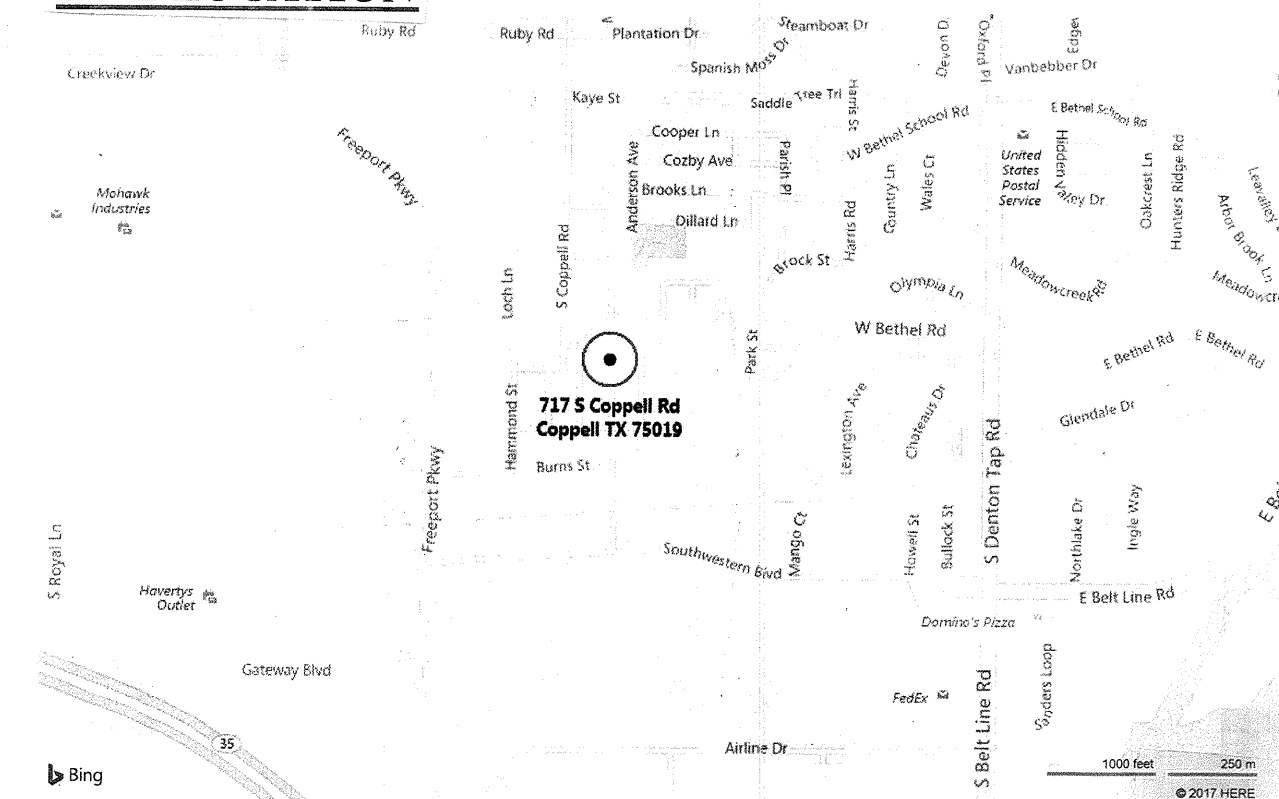 Ruby Rd
Ruby Rd
Plantation Dr
Steamboat Dr
Devon D
Oxford Pl
Creekview Dr
Spanish Moss Dr
Vanbebber Dr
Kaye St
Saddle Tree Trl
Harris St
E Bethel School Rd
Freeport Pkwy
Cooper Ln
W Bethel School Rd
Cozby Ave
Parish Pl
United
States
Postal
Service
Hidden Valley Dr
Oakcrest Ln
Hunters Ridge Rd
Mohawk
Industries
Anderson Ave
Brooks Ln
Country Ln
Wales Ct
Dillard Ln
Harris Rd
Arbor Brook Ln
S Coppell Rd
Brock St
Loch Ln
Olympia Ln
Meadowcreek Rd
Meadowcr
W Bethel Rd
Park St
E Bethel Rd
E Bethel Rd
717 S Coppell Rd
Coppell TX 75019
Hammond St
Lexington Ave
Chateaus Dr
Glendale Dr
Burns St
Freeport Pkwy
S Denton Tap Rd
S Royal Ln
Southwestern Blvd
Mango Ct
Howell St
Bullock St
Northlake Dr
Ingle Way
Havertys
Outlet
E Belt Line Rd
Domino's Pizza
Gateway Blvd
FedEx
S Belt Line Rd
Sanders Loop
35
Airline Dr
Bing
1000 feet
250 m
© 2017 HERE